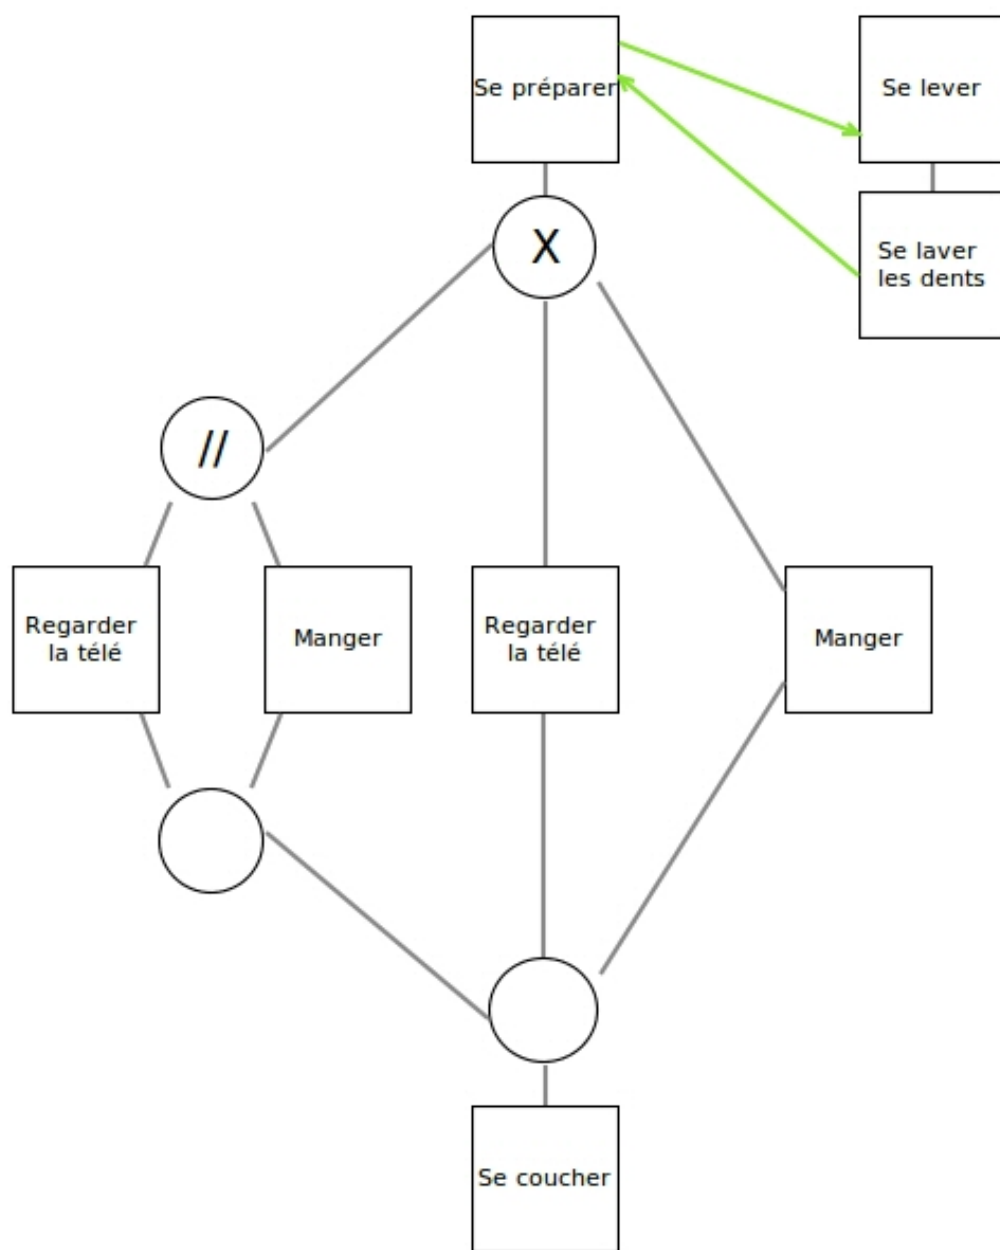 Se préparer
Se lever
X
Se laver
les dents
//
Regarder
la télé
Manger
Regarder
la télé
Manger
Se coucher